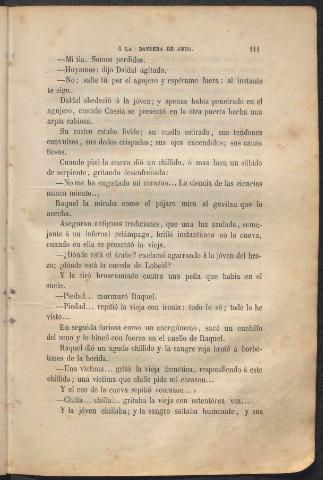 Ó LA BANDERA DE AMOR. 111
—Mi tia. Somos perdidos.
—Huyamos: dijo Daldal agitado.
—No; salte tú por el agujero y espérame fuera: al instante
te sigo.
Daldal obedeció á la jóven; y apenas habia penetrado en el
agujero, cuando Cassia se presentó en la otra puerta hecha una
arpia rabiosa.
Su rostro estaba lívido; su cuello estirado, sus tendones
convulsos, sus dedos crispados; sus ojos encendidos; sus canas
tiesas.
Cuando pisó la cueva dió un chillido, ó mas bien un silbido
de serpiente, gritando desenfrenada:
—No me ha engañado mi corazon... La ciencia de las ciencias
nunca miente...
Raquel la miraba como el pájaro mira al gavilan que lo
acecha.
Aseguran antiguas tradiciones, que una luz azulada, seme-
jante á un infernal relámpago, brilló instantánea en la cueva,
cuando en ella se presentó la vieja.
—¿Dónde está el árabe? exclamó agarrando á la jóven del bra-
zo; ¿dónde está la cuerda de Lobeid?
Y la tiró bruscamente contra una peña que habia en el
suelo.
—Piedad... murmuró Raquel.
—Piedad... repitió la vieja con ironía: todo lo sé; todo lo he
visto...
En seguida furiosa como un energúmeno, sacó un cuchillo
del seno y lo hincó con fuerza en el cuello de Raquel.
Raquel dió un agudo chillido y la sangre roja brotó á borbo-
tones de la herida.
—Una víctima... gritó la vieja frenética, respondiendo á este
chillido; una víctima que chille pide mi corazon...
Y el eco de la cueva repitió «corazon...»
—Chilla... chilla... gritaba la vieja con estentórea voz...
Y la jóven chillaba; y la sangre saltaba humeante, y sus